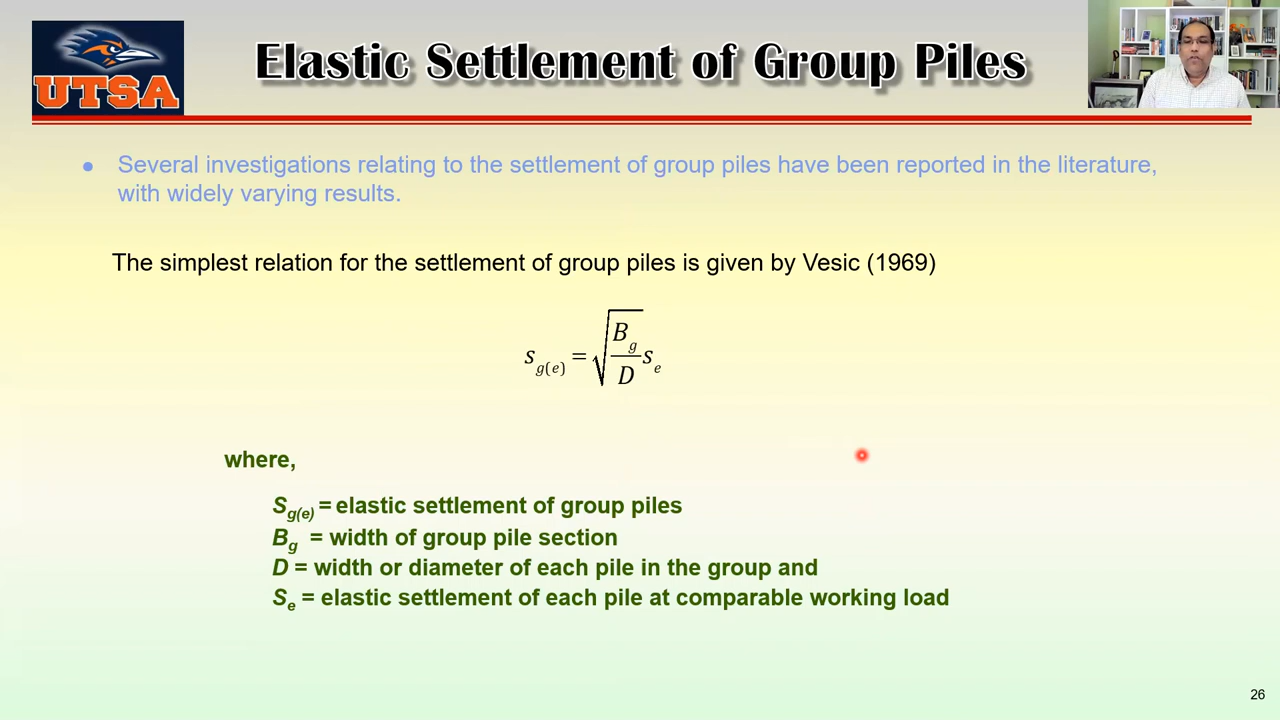 UTSA
Elastic Settlement of Group Piles
● Several investigations relating to the settlement of group piles have been reported in the literature,
with widely varying results.
The simplest relation for the settlement of group piles is given by Vesic (1969)
s_{g(e)} = √(B_g/D) s_e
where,
S_{g(e)} = elastic settlement of group piles
B_g = width of group pile section
D = width or diameter of each pile in the group and
S_e = elastic settlement of each pile at comparable working load
26